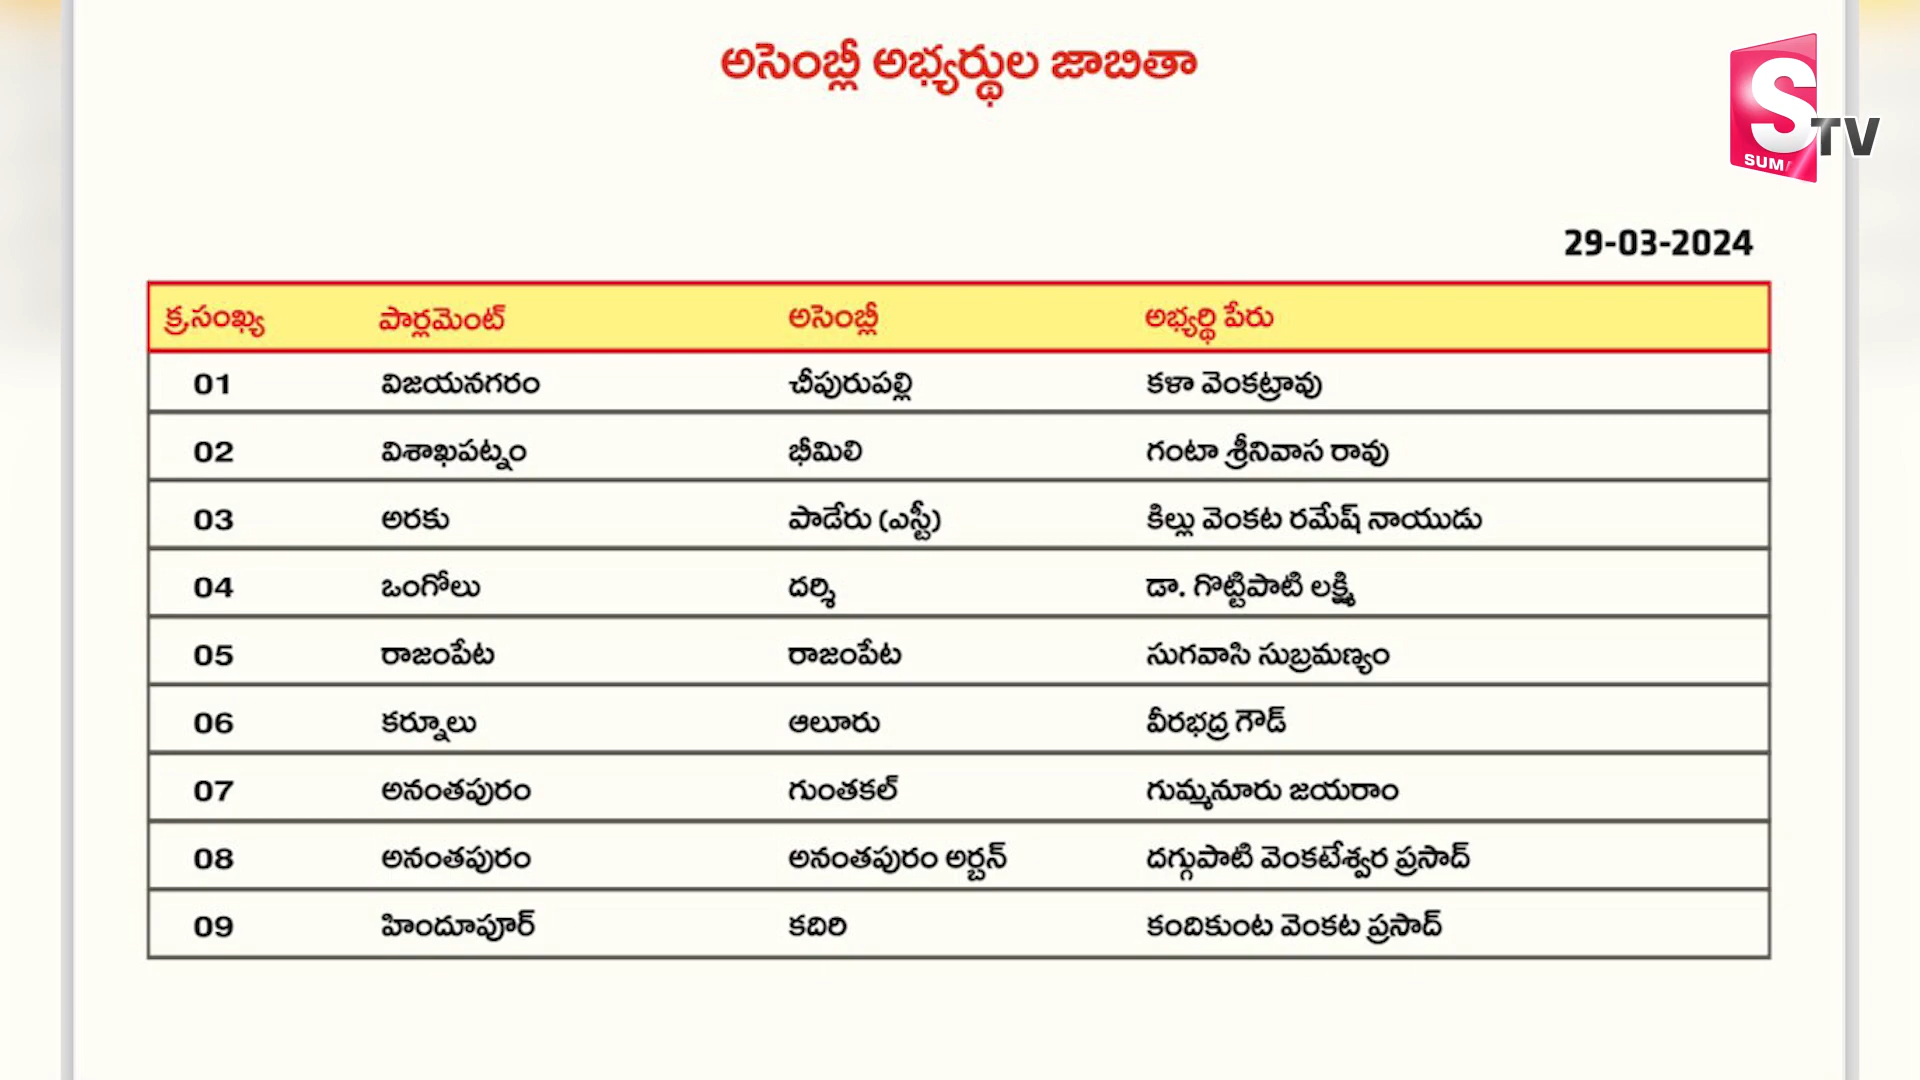 అసెంబ్లీ అభ్యర్థుల జాబితా
S TV
SUM
29-03-2024
క్ర.సంఖ్య పార్లమెంట్ అసెంబ్లీ అభ్యర్థి పేరు
01 విజయనగరం చీపురుపల్లి కళా వెంకట్రావు
02 విశాఖపట్నం భీమిలి గంటా శ్రీనివాస రావు
03 అరకు పాడేరు (ఎస్టీ) కిల్లు వెంకట రమేష్ నాయుడు
04 ఒంగోలు దర్శి డా. గొట్టిపాటి లక్ష్మి
05 రాజంపేట రాజంపేట సుగవాసి సుబ్రమణ్యం
06 కర్నూలు ఆలూరు వీరభద్ర గౌడ్
07 అనంతపురం గుంతకల్ గుమ్మనూరు జయరాం
08 అనంతపురం అనంతపురం అర్బన్ దగ్గుపాటి వెంకటేశ్వర ప్రసాద్
09 హిందూపూర్ కదిరి కందికుంట వెంకట ప్రసాద్